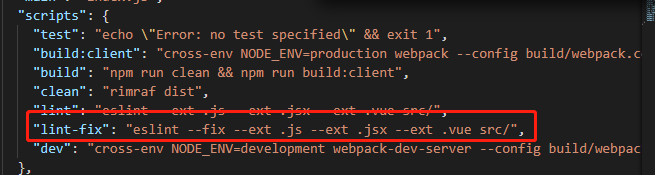 "scripts": {
"test": "echo \"Error: no test specified\" && exit 1",
"build:client": "cross-env NODE_ENV=production webpack --config build/webpack.c
"build": "npm run clean && npm run build:client",
"clean": "rimraf dist",
"lint": "eslint --ext .js --ext .jsx --ext .vue src/",
"lint-fix": "eslint --fix --ext .js --ext .jsx --ext .vue src/",
"dev": "cross-env NODE_ENV=development webpack-dev-server --config build/webpac
},